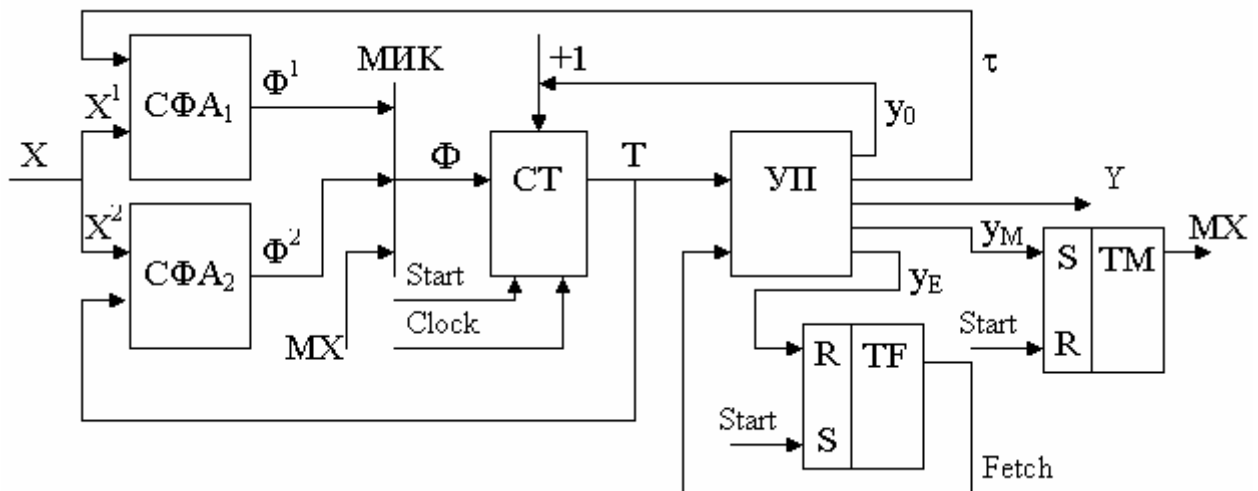 τ
МИК
+1
СФА₁
Φ¹
X¹
y₀
X
Φ
СТ
T
УП
Y
X²
СФА₂
Φ²
y_M
S
TM
MX
Start
y_E
Clock
MX
R
TF
Start
R
Start
S
Fetch